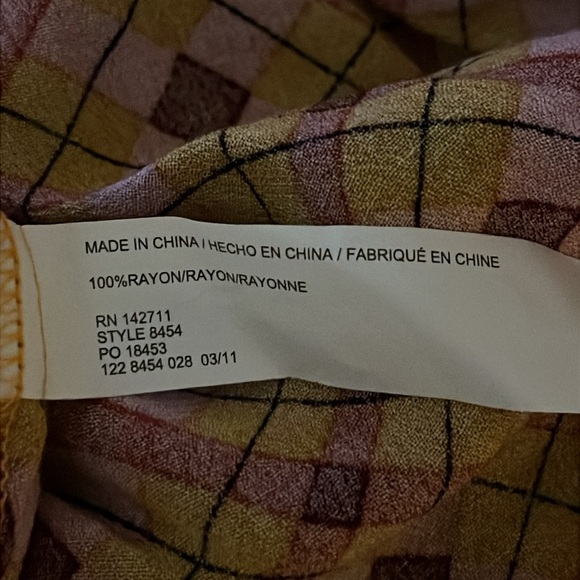 MADE IN CHINA / HECHO EN CHINA / FABRIQUÉ EN CHINE
100%RAYON/RAYON/RAYONNE
RN 142711
STYLE 8454
PO 18453
122 8454 028 03/11